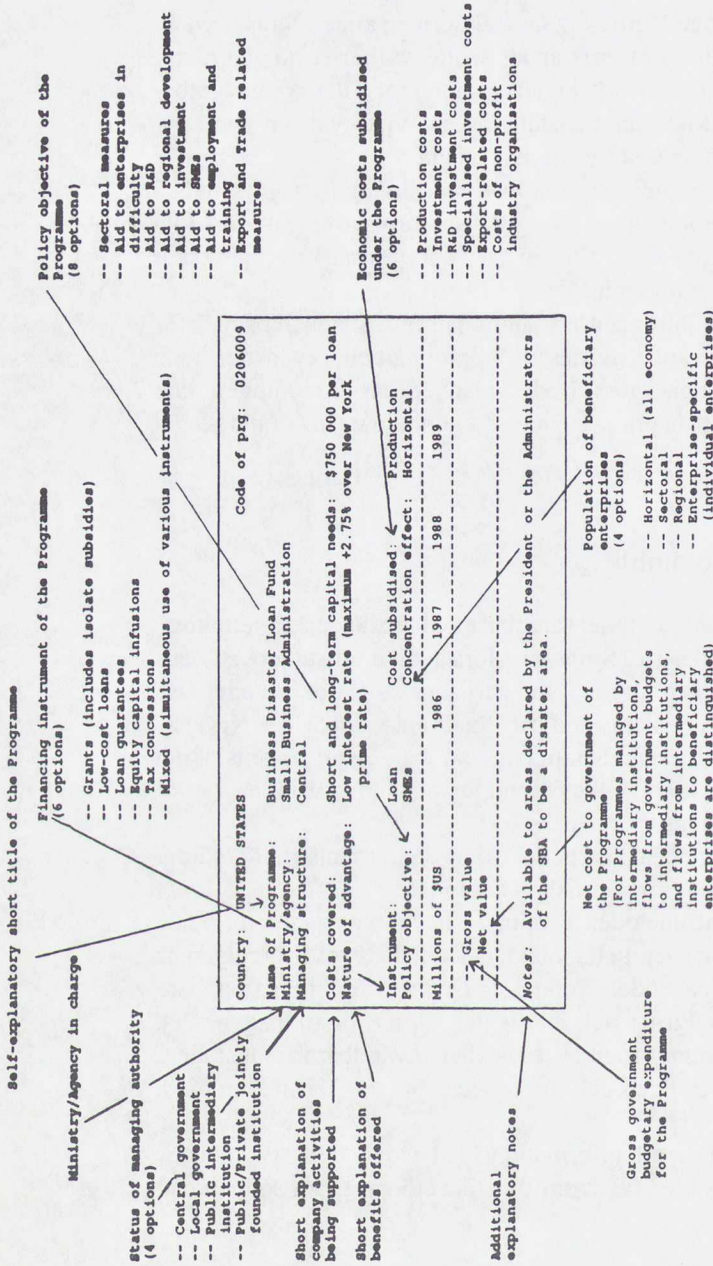 Self-explanatory short title of the Programme
Ministry/Agency in charge
Status of managing authority
(4 options)
-- Central government
-- Local government
-- Public intermediary
institution
-- Public/Private jointly
founded institution
Short explanation of
company activities
being supported
Short explanation of
benefits offered
Additional
explanatory notes
Gross government
budgetary expenditure
for the Programme
Financing instrument of the Programme
(6 options)
-- Grants (includes isolate subsidies)
-- Low-cost loans
-- Loan guarantees
-- Equity capital infusions
-- Tax concessions
-- Mixed (simultaneous use of various instruments)
Policy objective of the
Programme
(8 options)
-- Sectoral measures
-- Aid to enterprises in
difficulty
-- Aid to R&D
-- Aid to regional development
-- Aid to investment
-- Aid to SMEs
-- Aid to employment and
training
-- Export and Trade related
measures
Country: UNITED STATES Code of prg: 0206009
Name of Programme: Business Disaster Loan Fund
Ministry/agency: Small Business Administration
Managing structure: Central
Cost covered: Short and long-term capital needs: $750 000 per loan
Nature of advantage: Low interest rate (maximum +2.75% over New York
prime rate)
Instrument: Loan Cost subsidised: Production
Policy objective: SMEs Concentration effect: Horizontal
Millions of $US 1986 1987 1988 1989
-- Gross value
-- Net value
Notes: Available to areas declared by the President or the Administrators
of the SBA to be a disaster area
Economic costs subsidised
under the Programme
(6 options)
-- Production costs
-- Investment costs
-- R&D investment costs
-- Specialised investment costs
-- Export-related costs
-- Costs of non-profit
industry organisations
Net cost to government of
the Programme
(For Programmes managed by
intermediary institutions,
flows from government budgets
to intermediary institutions,
and flows from intermediary
institutions to beneficiary
enterprises are distinguished)
Population of beneficiary
enterprises
(4 options)
-- Horizontal (all economy)
-- Sectoral
-- Regional
-- Enterprise-specific
(individual enterprises)